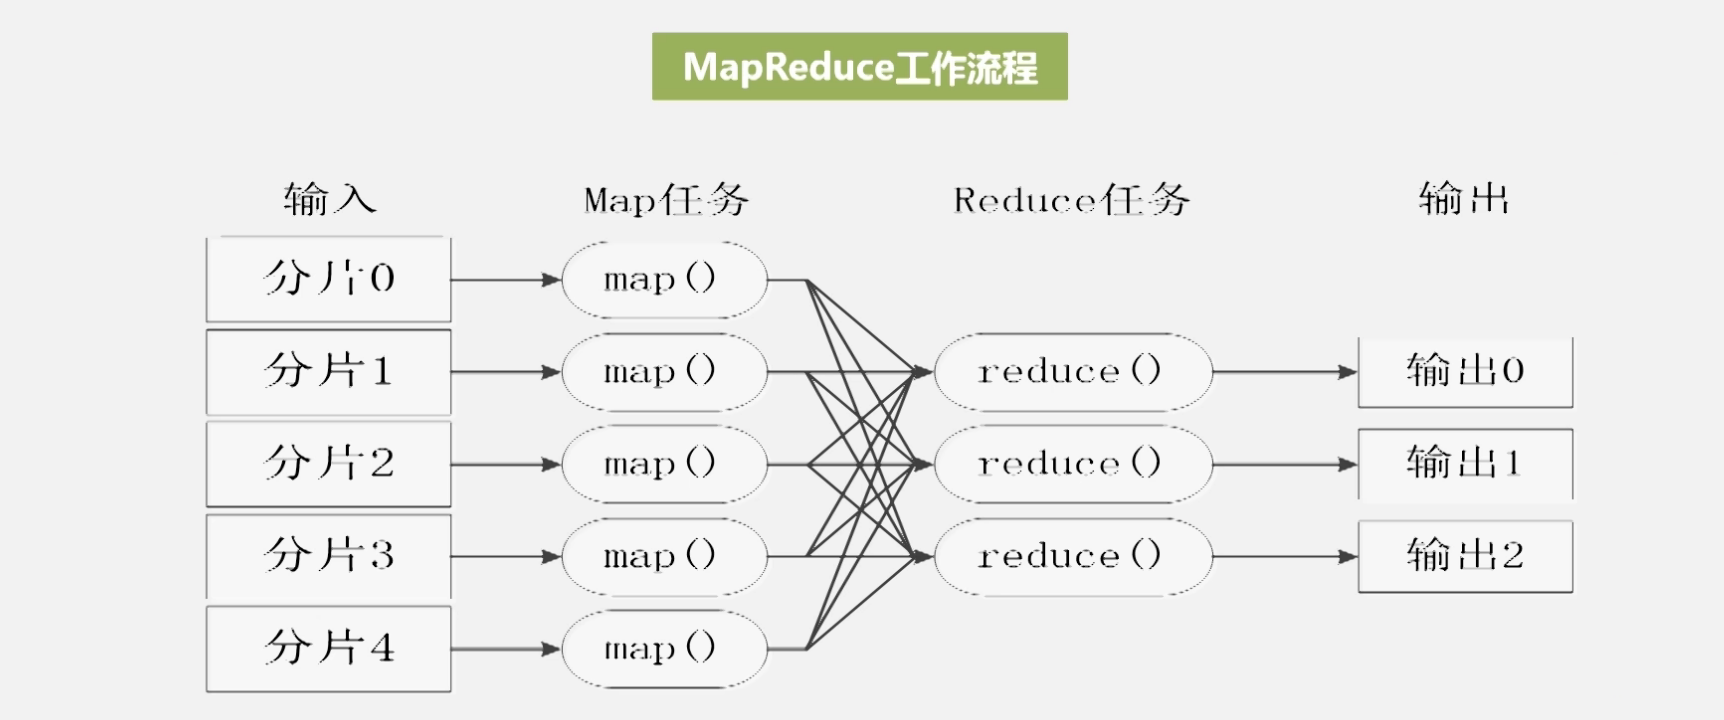 MapReduce工作流程
输入 Map任务 Reduce任务 输出
分片0 map()
分片1 map() reduce() 输出0
分片2 map() reduce() 输出1
分片3 map() reduce() 输出2
分片4 map()